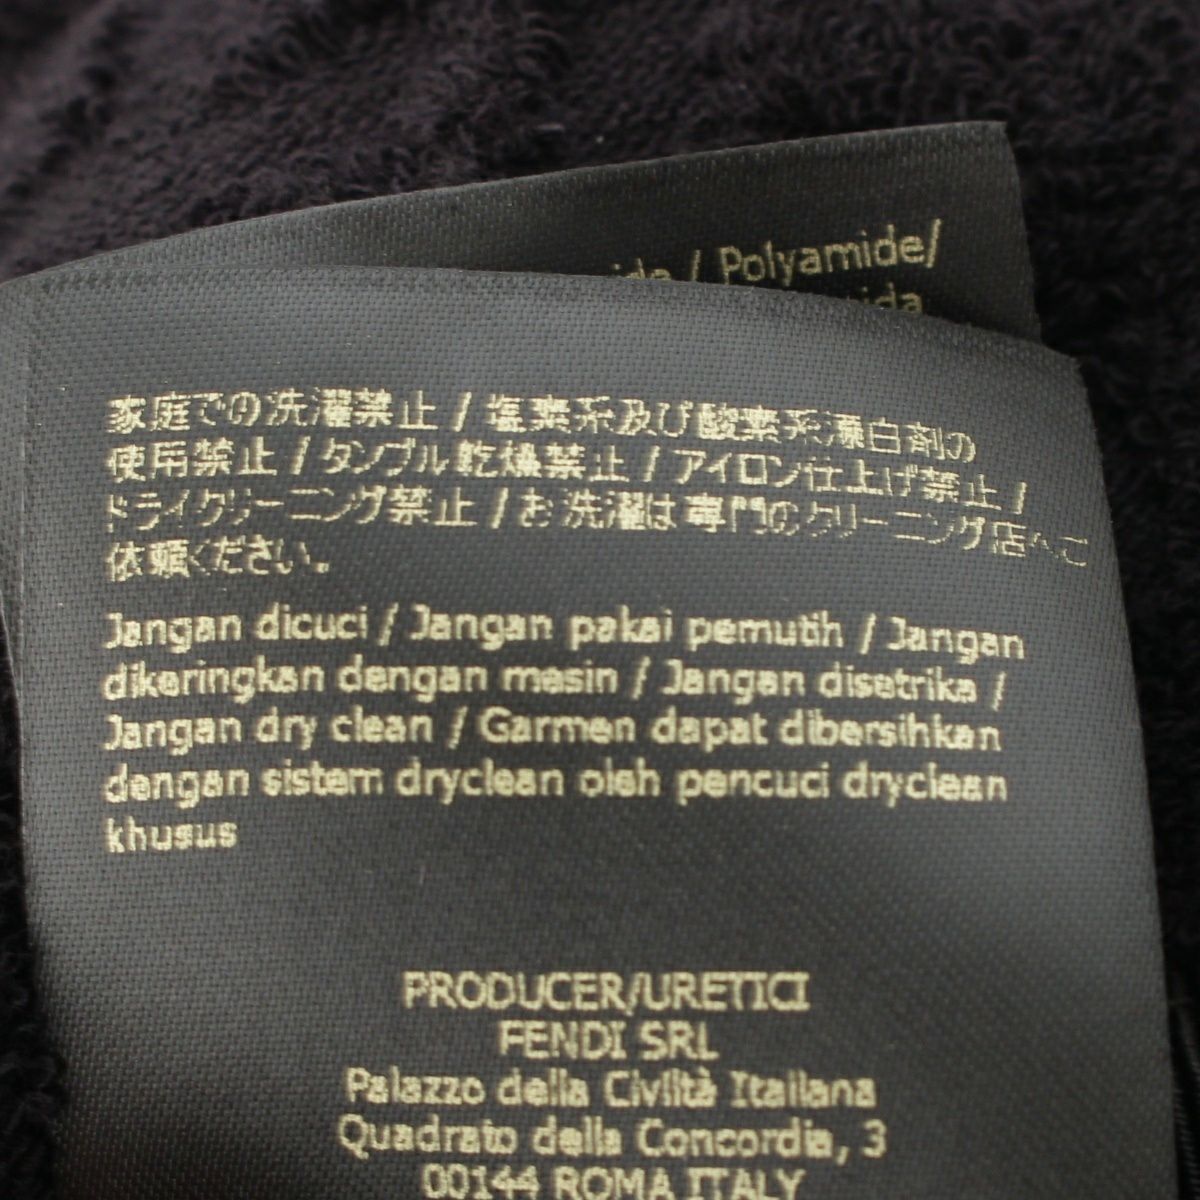 / Polyamide/
家庭での洗濯禁止 / 塩素系及び酸素系漂白剤の
使用禁止 / タンブル乾燥禁止 / アイロン仕上げ禁止 /
ドライクリーニング禁止 / お洗濯は専門のクリーニング店へご
依頼ください。
Jangan dicuci / Jangan pakai pemutih / Jangan
dikeringkan dengan mesin / Jangan disetrika /
Jangan dry clean / Garmen dapat dibersihkan
dengan sistem dryclean oleh pencuci dryclean
khusus
PRODUCER/URETICI
FENDI SRL
Palazzo della Civiltà Italiana
Quadrato della Concordia, 3
00144 ROMA ITALY